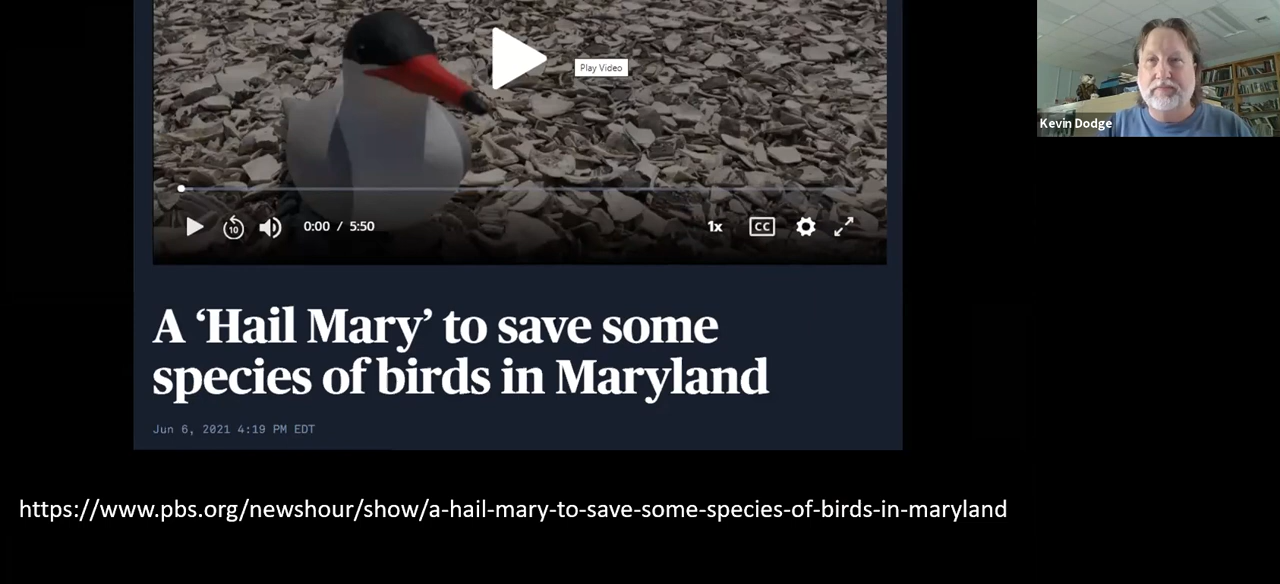 Play Video
Kevin Dodge
10
0:00 / 5:50
1x
CC
A ‘Hail Mary’ to save some
species of birds in Maryland
Jun 6, 2021 4:19 PM EDT
https://www.pbs.org/newshour/show/a-hail-mary-to-save-some-species-of-birds-in-maryland